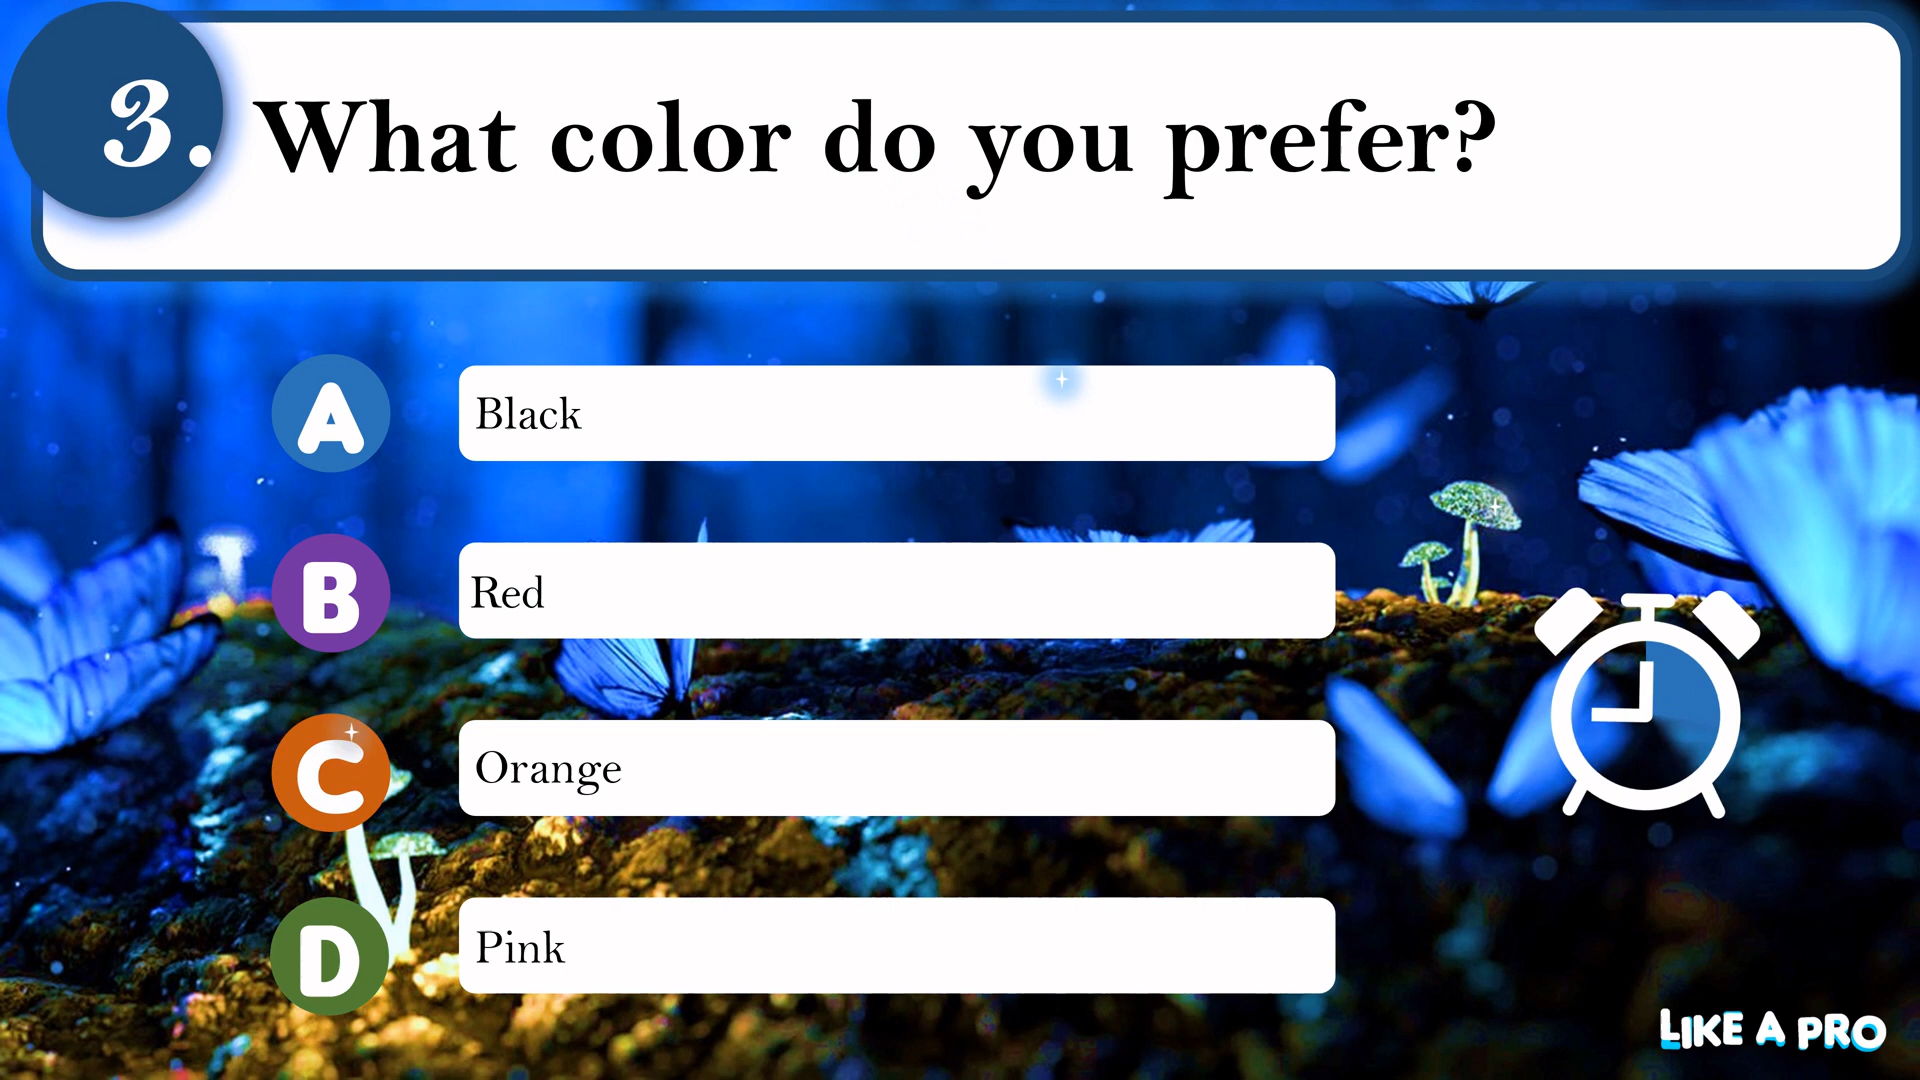 3. What color do you prefer?
A Black
B Red
C Orange
D Pink
LIKE A PRO